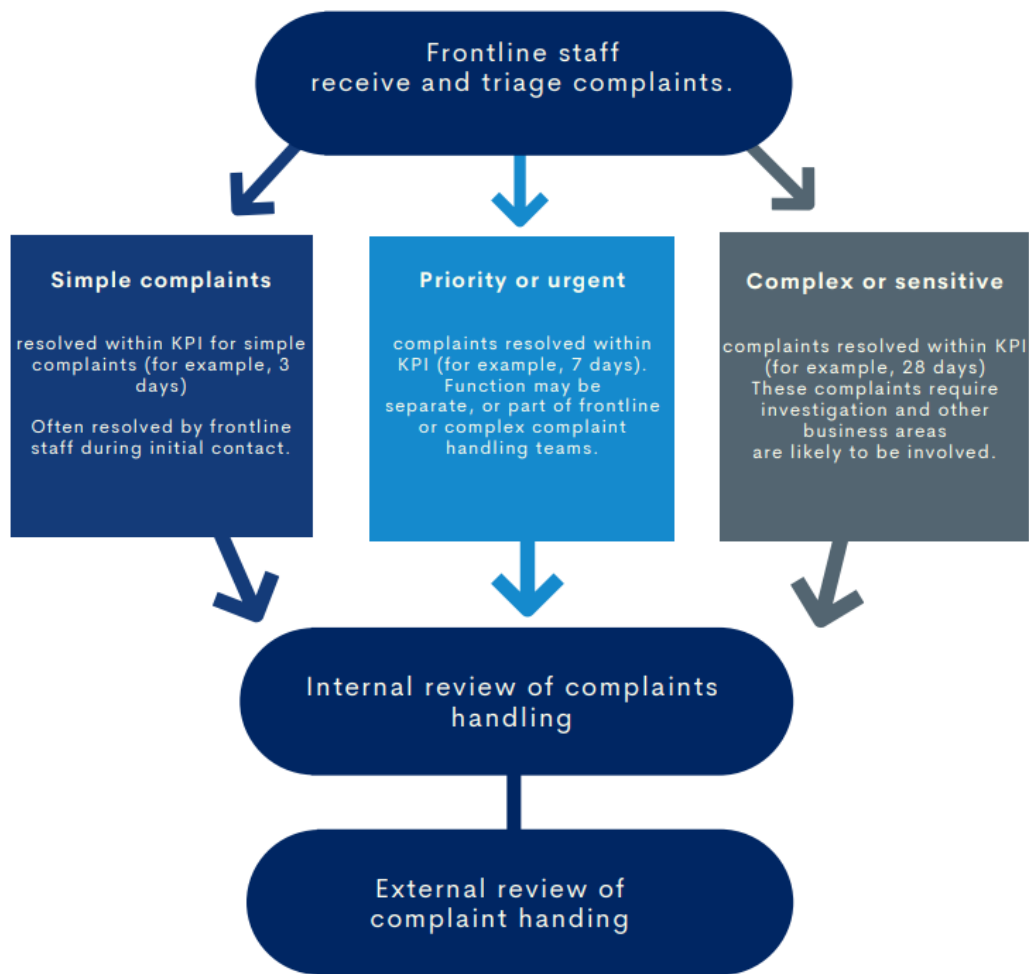 Frontline staff
receive and triage complaints.
Simple complaints
resolved within KPI for simple
complaints (for example, 3
days)
Often resolved by frontline
staff during initial contact.
Priority or urgent
complaints resolved within
KPI (for example, 7 days).
Function may be
separate, or part of frontline
or complex complaint
handling teams.
Complex or sensitive
complaints resolved within KPI
(for example, 28 days)
These complaints require
investigation and other
business areas
are likely to be involved.
Internal review of complaints
handling
External review of
complaint handing